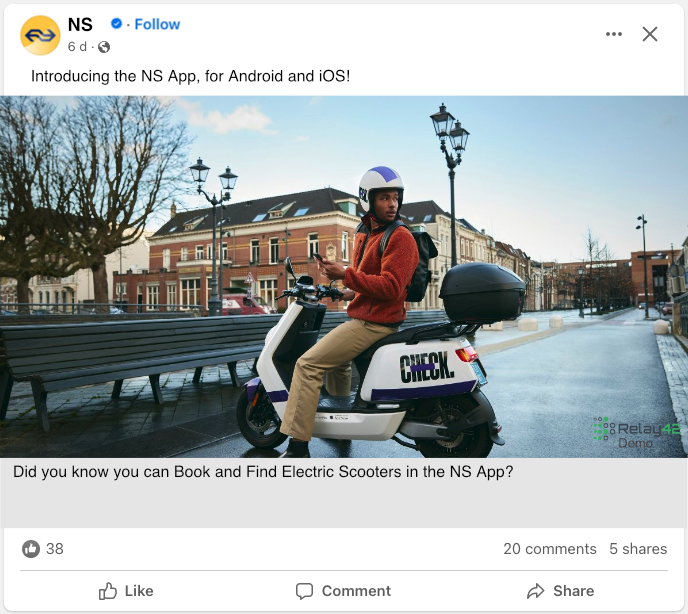 NS · Follow
6 d ·
Introducing the NS App, for Android and iOS!
CHECK.
Relay42
Demo
Did you know you can Book and Find Electric Scooters in the NS App?
38 20 comments 5 shares
Like Comment Share